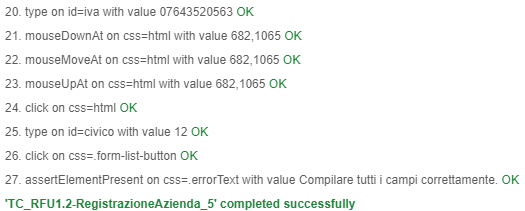 20. type on id=iva with value 07643520563 OK
21. mouseDownAt on css=html with value 682,1065 OK
22. mouseMoveAt on css=html with value 682,1065 OK
23. mouseUpAt on css=html with value 682,1065 OK
24. click on css=html OK
25. type on id=civico with value 12 OK
26. click on css=.form-list-button OK
27. assertElementPresent on css=.errorText with value Compilare tutti i campi correttamente. OK
'TC_RFU1.2-RegistrazioneAzienda_5' completed successfully